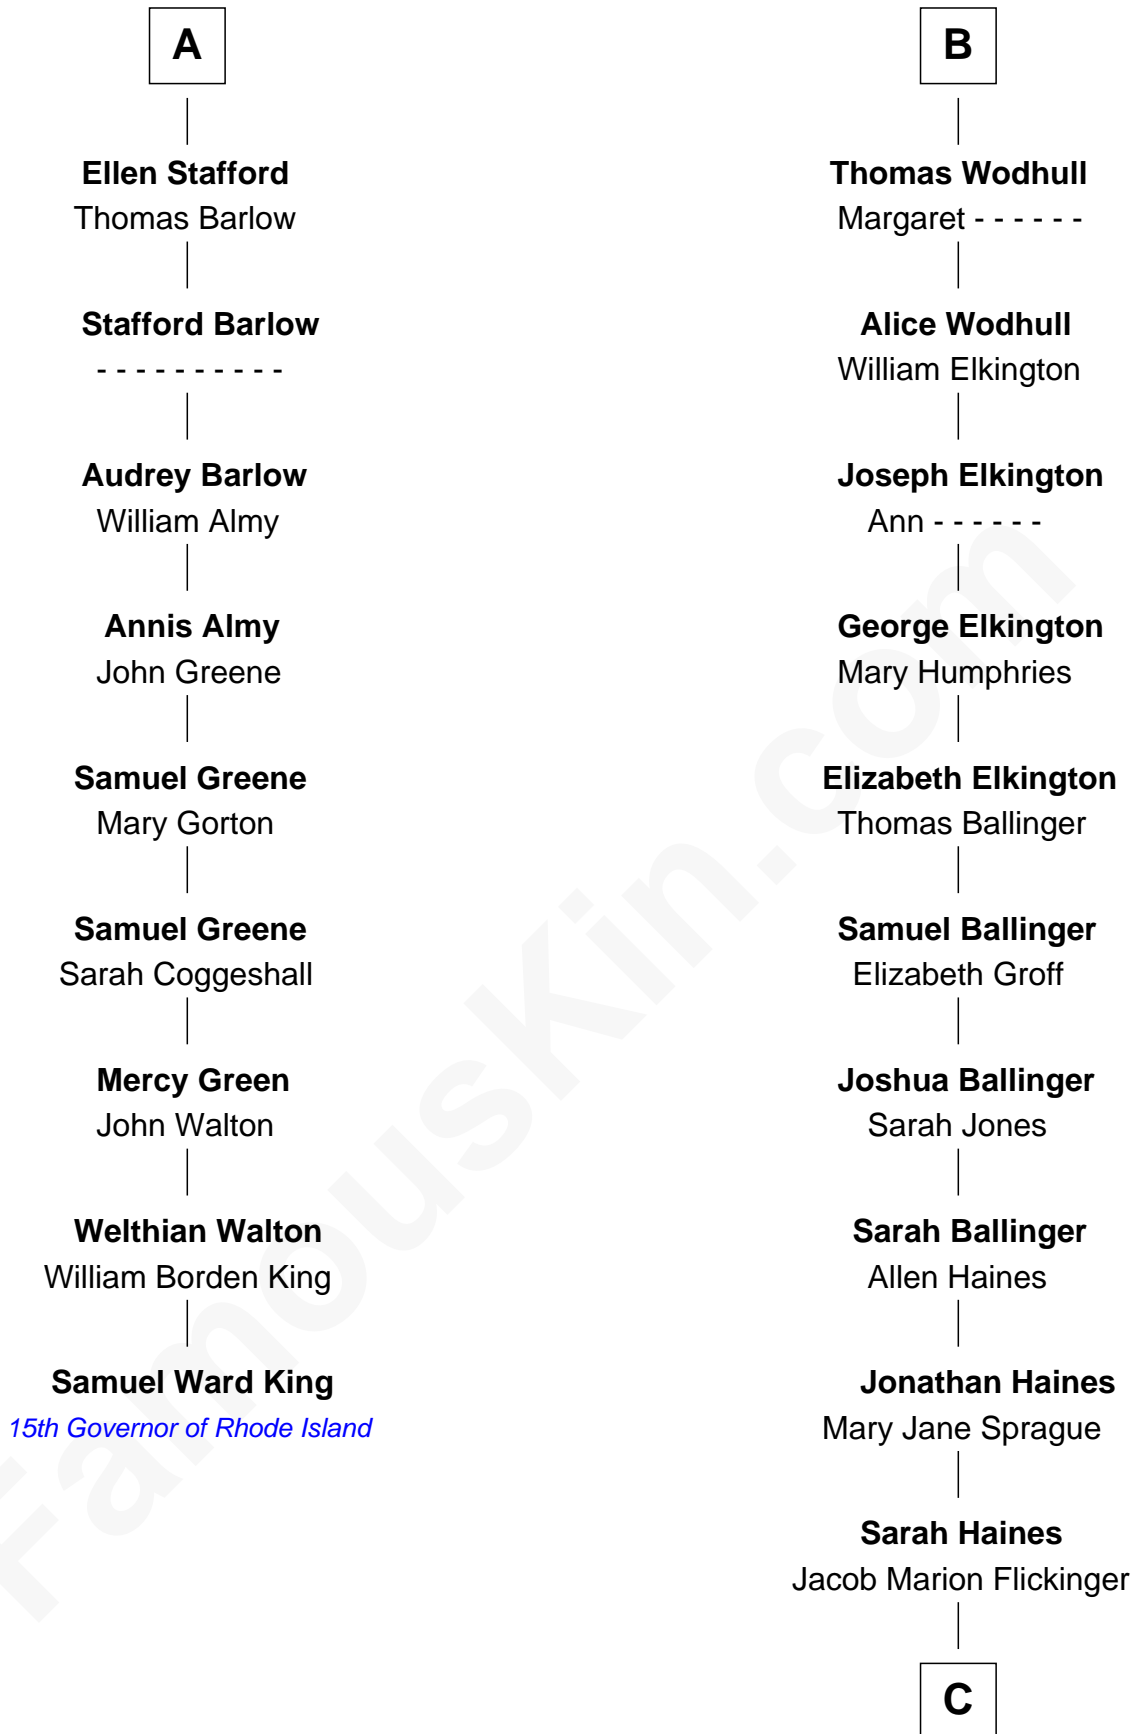 A
Ellen Stafford
Thomas Barlow
Stafford Barlow
- - - - - - - - - -
Audrey Barlow
William Almy
Annis Almy
John Greene
Samuel Greene
Mary Gorton
Samuel Greene
Sarah Coggeshall
Mercy Green
John Walton
Welthian Walton
William Borden King
Samuel Ward King
15th Governor of Rhode Island
B
Thomas Wodhull
Margaret - - - - - -
Alice Wodhull
William Elkington
Joseph Elkington
Ann - - - - - -
George Elkington
Mary Humphries
Elizabeth Elkington
Thomas Ballinger
Samuel Ballinger
Elizabeth Groff
Joshua Ballinger
Sarah Jones
Sarah Ballinger
Allen Haines
Jonathan Haines
Mary Jane Sprague
Sarah Haines
Jacob Marion Flickinger
C
FamousKin.com